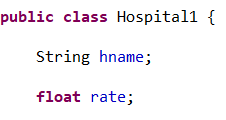 public class Hospital1 {
String hname;
float rate;